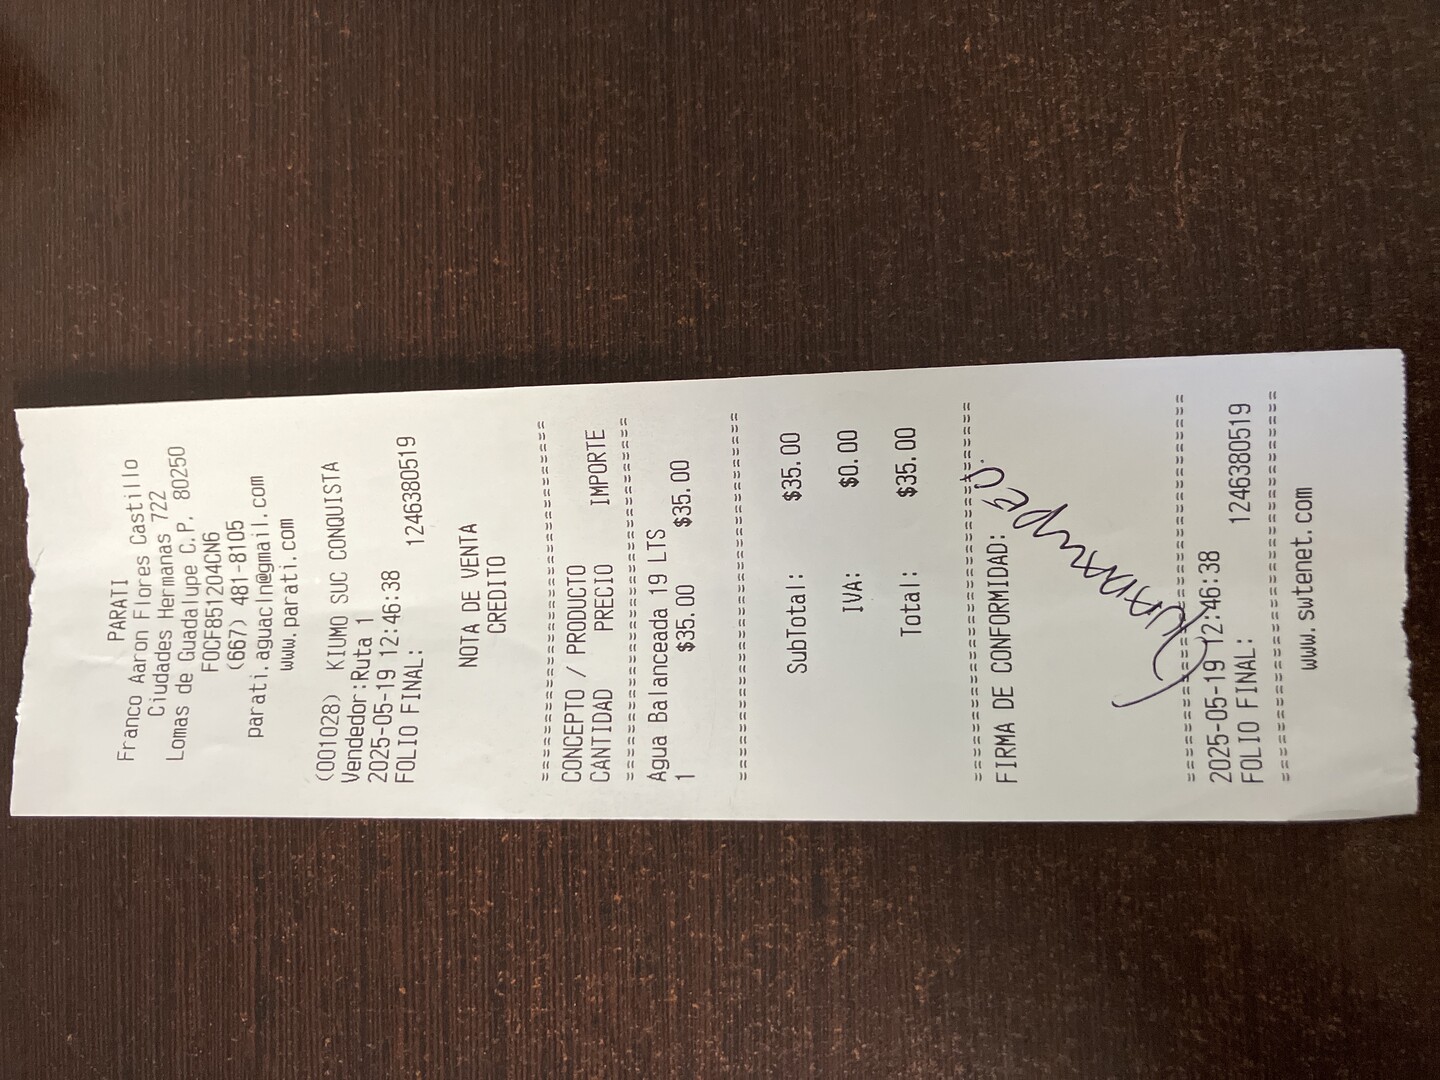 PARATI
Franco Aaron Flores Castillo
Ciudades Hermanas 722
Lomas de Guadalupe C.P. 80250
FOCF851204CN6
(667) 481-8105
parati.aguacln@gmail.com
www.parati.com
(001028) KIUMO SUC CONQUISTA
Vendedor:Ruta 1
2025-05-19 12:46:38
FOLIO FINAL: 1246380519
NOTA DE VENTA
CREDITO
================================
CONCEPTO / PRODUCTO
CANTIDAD PRECIO IMPORTE
================================
Agua Balanceada 19 LTS
1 $35.00 $35.00
================================
SubTotal: $35.00
IVA: $0.00
Total: $35.00
================================
FIRMA DE CONFORMIDAD:
================================
2025-05-19 12:46:38
FOLIO FINAL: 1246380519
================================
www.swtenet.com